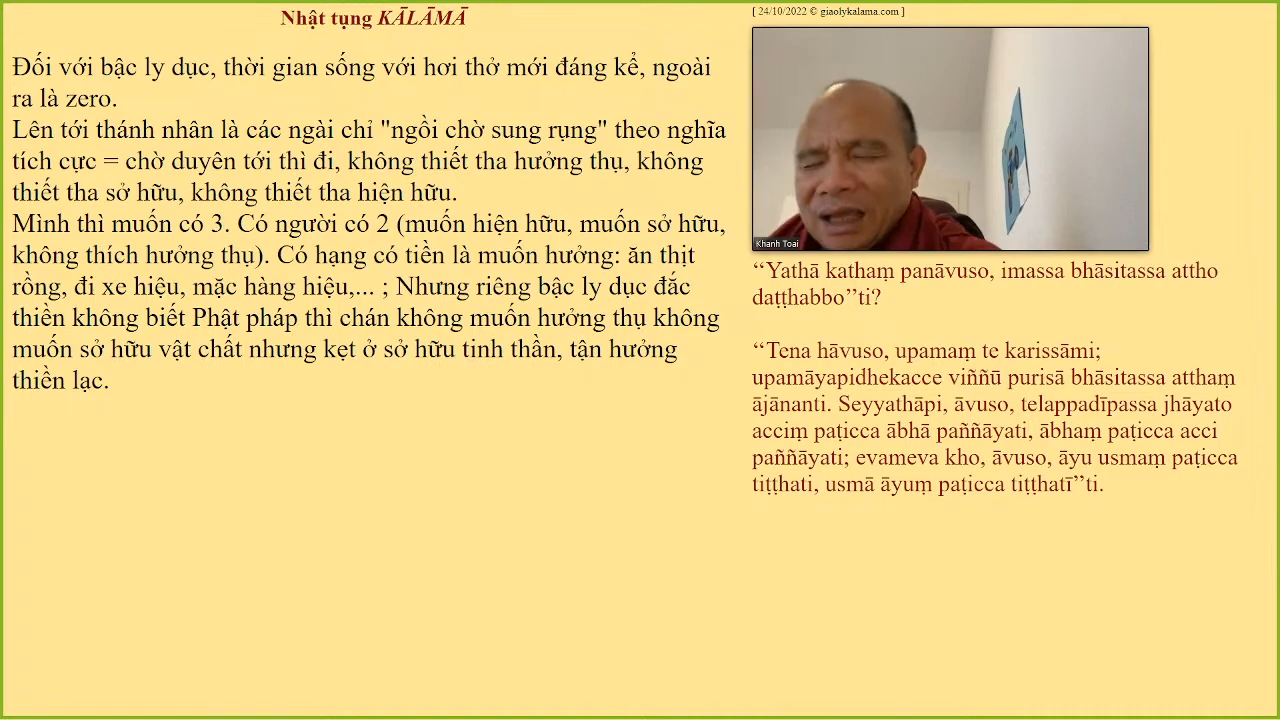 Nhật tụng KĀLĀMĀ
Đối với bậc ly dục, thời gian sống với hơi thở mới đáng kể, ngoài
ra là zero.
Lên tới thánh nhân là các ngài chỉ "ngồi chờ sung rụng" theo nghĩa
tích cực = chờ duyên tới thì đi, không thiết tha hưởng thụ, không
thiết tha sở hữu, không thiết tha hiện hữu.
Mình thì muốn có 3. Có người có 2 (muốn hiện hữu, muốn sở hữu,
không thích hưởng thụ). Có hạng có tiền là muốn hưởng: ăn thịt
rồng, đi xe hiệu, mặc hàng hiệu,... ; Nhưng riêng bậc ly dục đắc
thiền không biết Phật pháp thì chán không muốn hưởng thụ không
muốn sở hữu vật chất nhưng kẹt ở sở hữu tinh thần, tận hưởng
thiền lạc.
[ 24/10/2022 © giaolykalama.com ]
Khanh Toai
“Yathā kathaṃ panāvuso, imassa bhāsitassa attho
daṭṭhabbo”ti?
“Tena hāvuso, upamaṃ te karissāmi;
upamāyapidhekacce viññū purisā bhāsitassa atthaṃ
ājānanti. Seyyathāpi, āvuso, telappadīpassa jhāyato
acciṃ paṭicca ābhā paññāyati, ābhaṃ paṭicca acci
paññāyati; evameva kho, āvuso, āyu usmaṃ paṭicca
tiṭṭhati, usmā āyuṃ paṭicca tiṭṭhatī”ti.